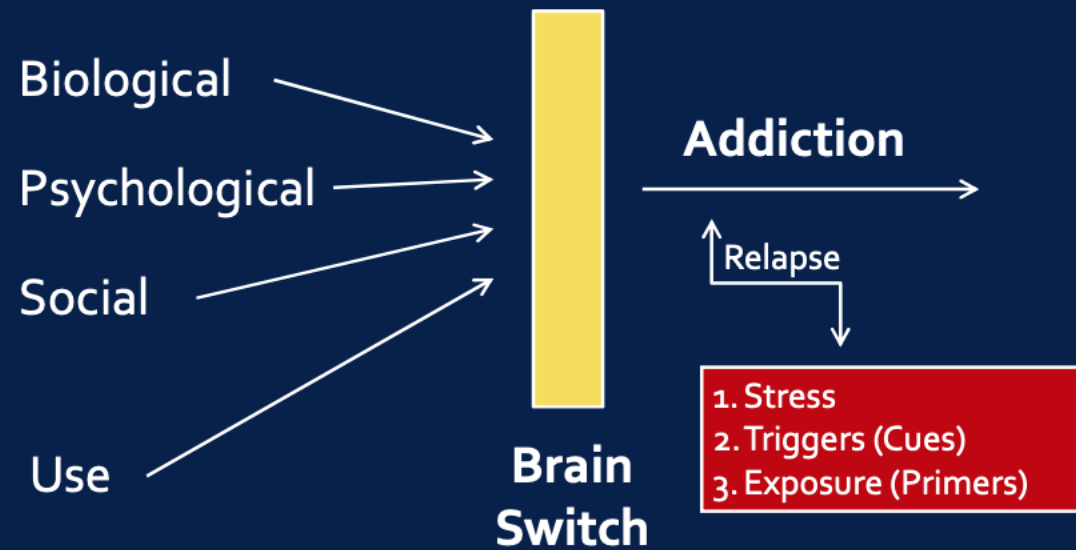 Biological
Psychological
Social
Use
Brain
Switch
Addiction
Relapse
1. Stress
2. Triggers (Cues)
3. Exposure (Primers)